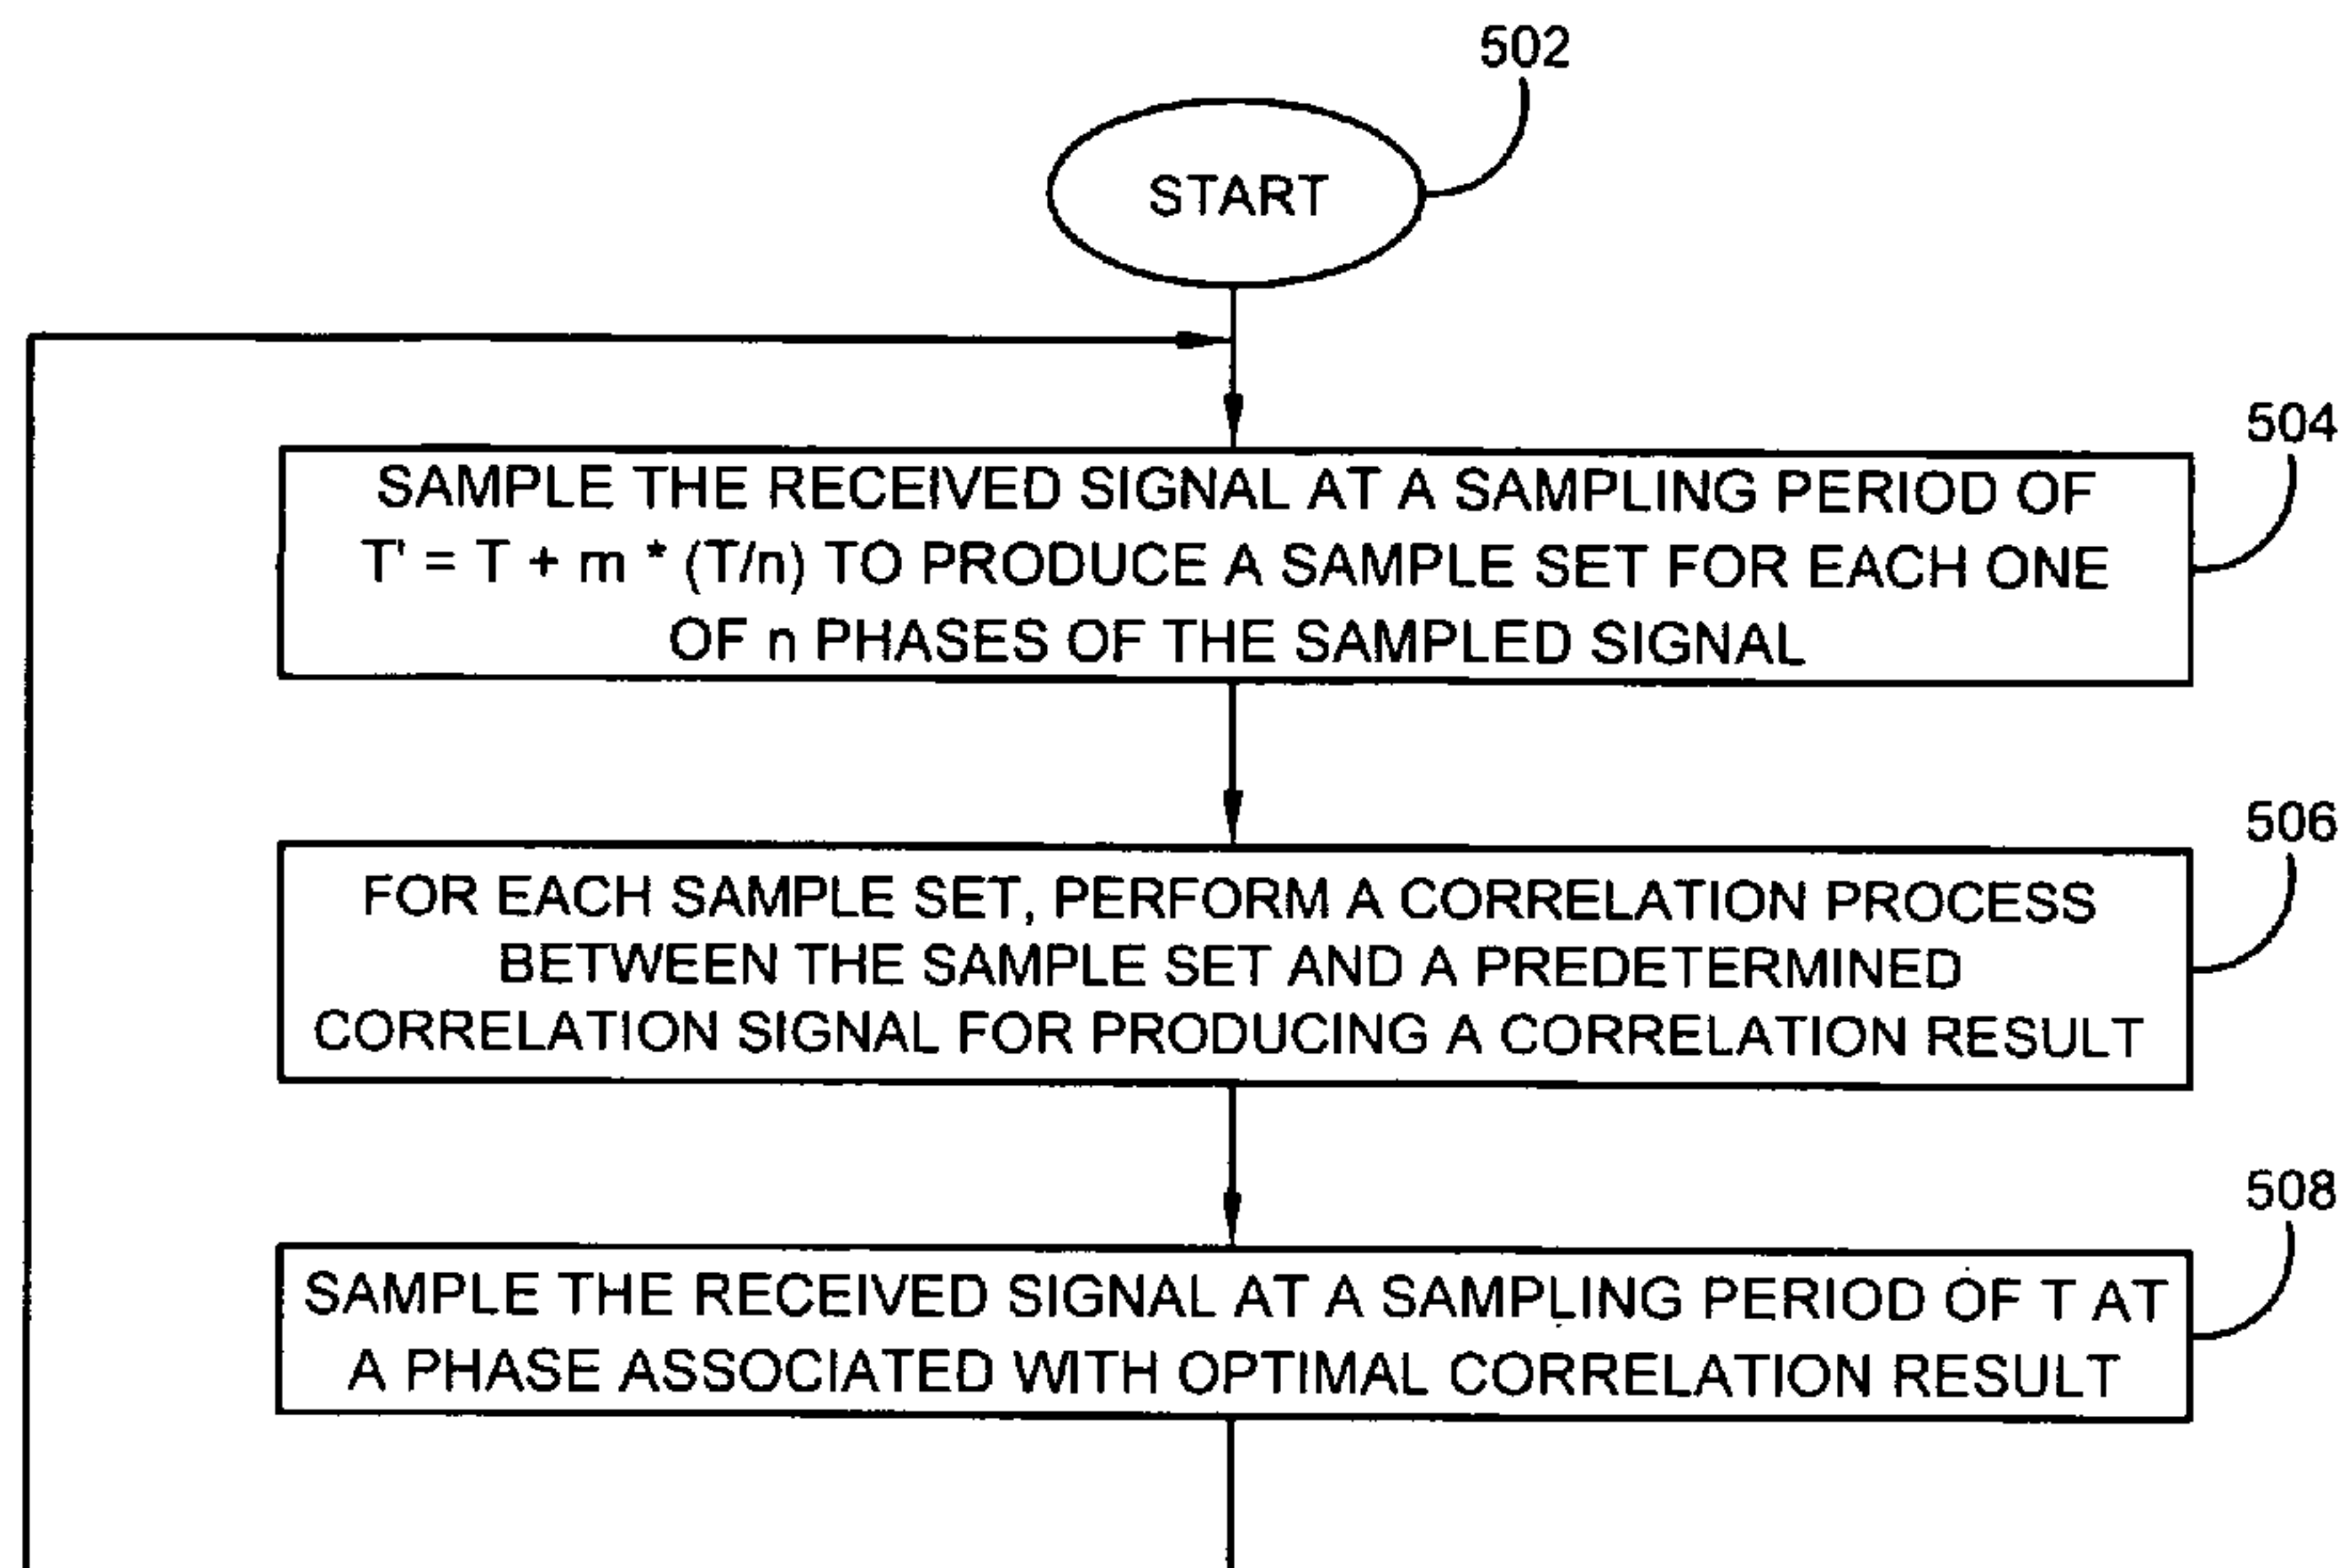 502
START
504
SAMPLE THE RECEIVED SIGNAL AT A SAMPLING PERIOD OF
T' = T + m * (T/n) TO PRODUCE A SAMPLE SET FOR EACH ONE
OF n PHASES OF THE SAMPLED SIGNAL
506
FOR EACH SAMPLE SET, PERFORM A CORRELATION PROCESS
BETWEEN THE SAMPLE SET AND A PREDETERMINED
CORRELATION SIGNAL FOR PRODUCING A CORRELATION RESULT
508
SAMPLE THE RECEIVED SIGNAL AT A SAMPLING PERIOD OF T AT
A PHASE ASSOCIATED WITH OPTIMAL CORRELATION RESULT